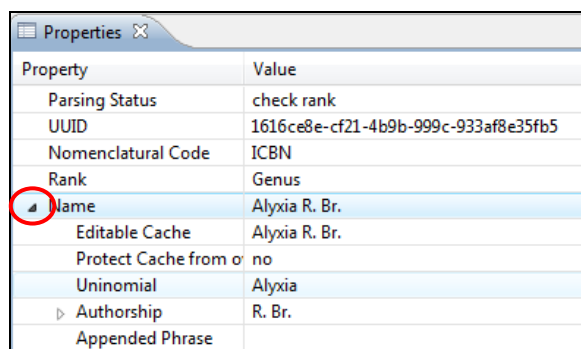 Properties
Property Value
Parsing Status check rank
UUID 1616ce8e-cf21-4b9b-999c-933af8e35fb5
Nomenclatural Code ICBN
Rank Genus
Name Alyxia R. Br.
Editable Cache Alyxia R. Br.
Protect Cache from o no
Uninomial Alyxia
Authorship R. Br.
Appended Phrase